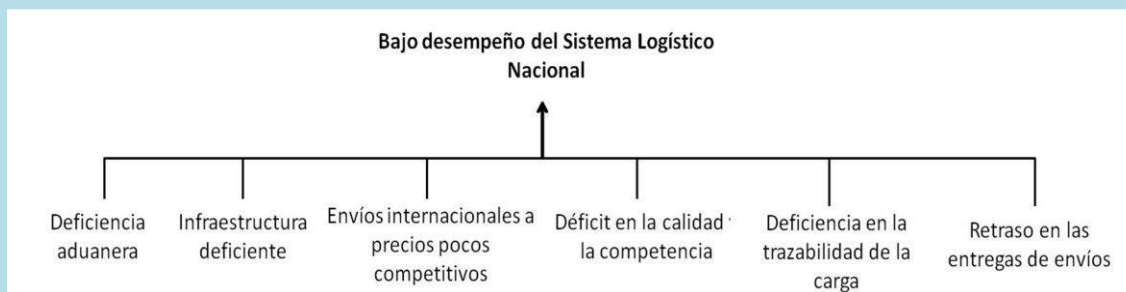 Bajo desempeño del Sistema Logístico
Nacional
Deficiencia
aduanera
Infraestructura
deficiente
Envíos internacionales a
precios pocos
competitivos
Déficit en la calidad
la competencia
Deficiencia en la
trazabilidad de la
carga
Retraso en las
entregas de envíos